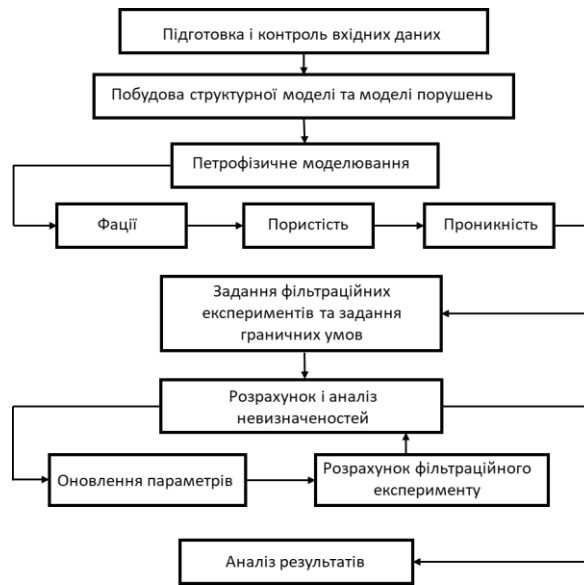 Підготовка і контроль вхідних даних
Побудова структурної моделі та моделі порушень
Петрофізичне моделювання
Фації
Пористість
Проникність
Задання фільтраційних
експериментів та задання
граничних умов
Розрахунок і аналіз
невизначеностей
Оновлення параметрів
Розрахунок фільтраційного
експерименту
Аналіз результатів